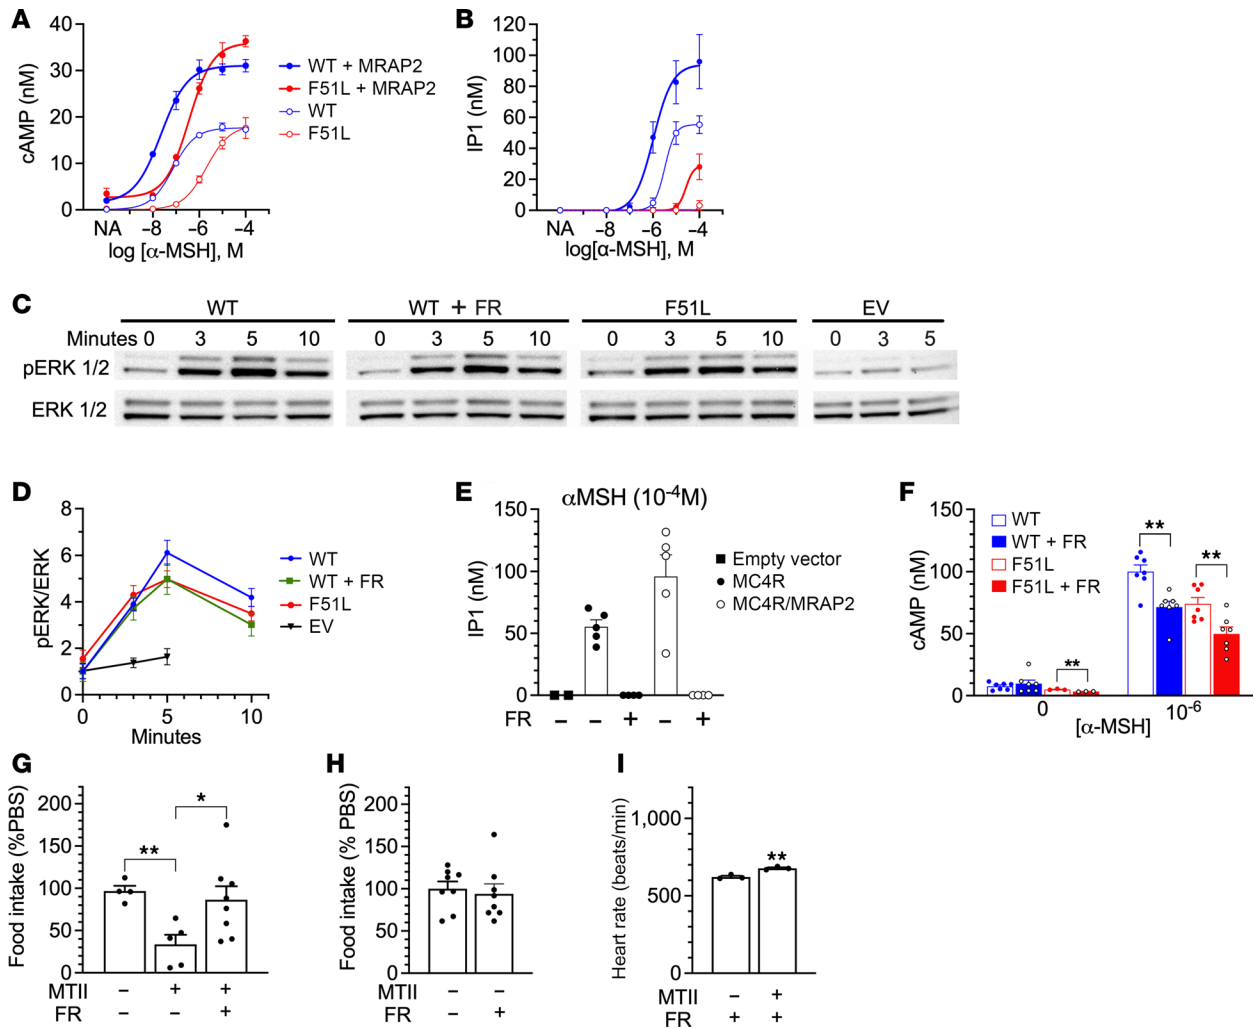 A
40
30
20
10
0
cAMP (nM)
NA –8 –6 –4
log [α-MSH], M
WT + MRAP2
F51L + MRAP2
WT
F51L
B
120
100
80
60
40
20
0
IP1 (nM)
NA –8 –6 –4
log[α-MSH], M
C
WT WT + FR F51L EV
Minutes 0 3 5 10 0 3 5 10 0 3 5 10 0 3 5
pERK 1/2
ERK 1/2
D
8
6
4
2
0
pERK/ERK
0 5 10
Minutes
WT
WT + FR
F51L
EV
E
αMSH (10-4M)
150
100
50
0
IP1 (nM)
FR – – + – +
Empty vector
MC4R
MC4R/MRAP2
F
150
100
50
0
cAMP (nM)
WT
WT + FR
F51L
F51L + FR
** ** **
0 10-6
[α-MSH]
G
200
150
100
50
0
Food intake (%PBS)
** *
MTII – + +
FR – – +
H
200
150
100
50
0
Food intake (% PBS)
MTII – –
FR – +
I
1,000
500
0
Heart rate (beats/min)
**
MTII – +
FR + +